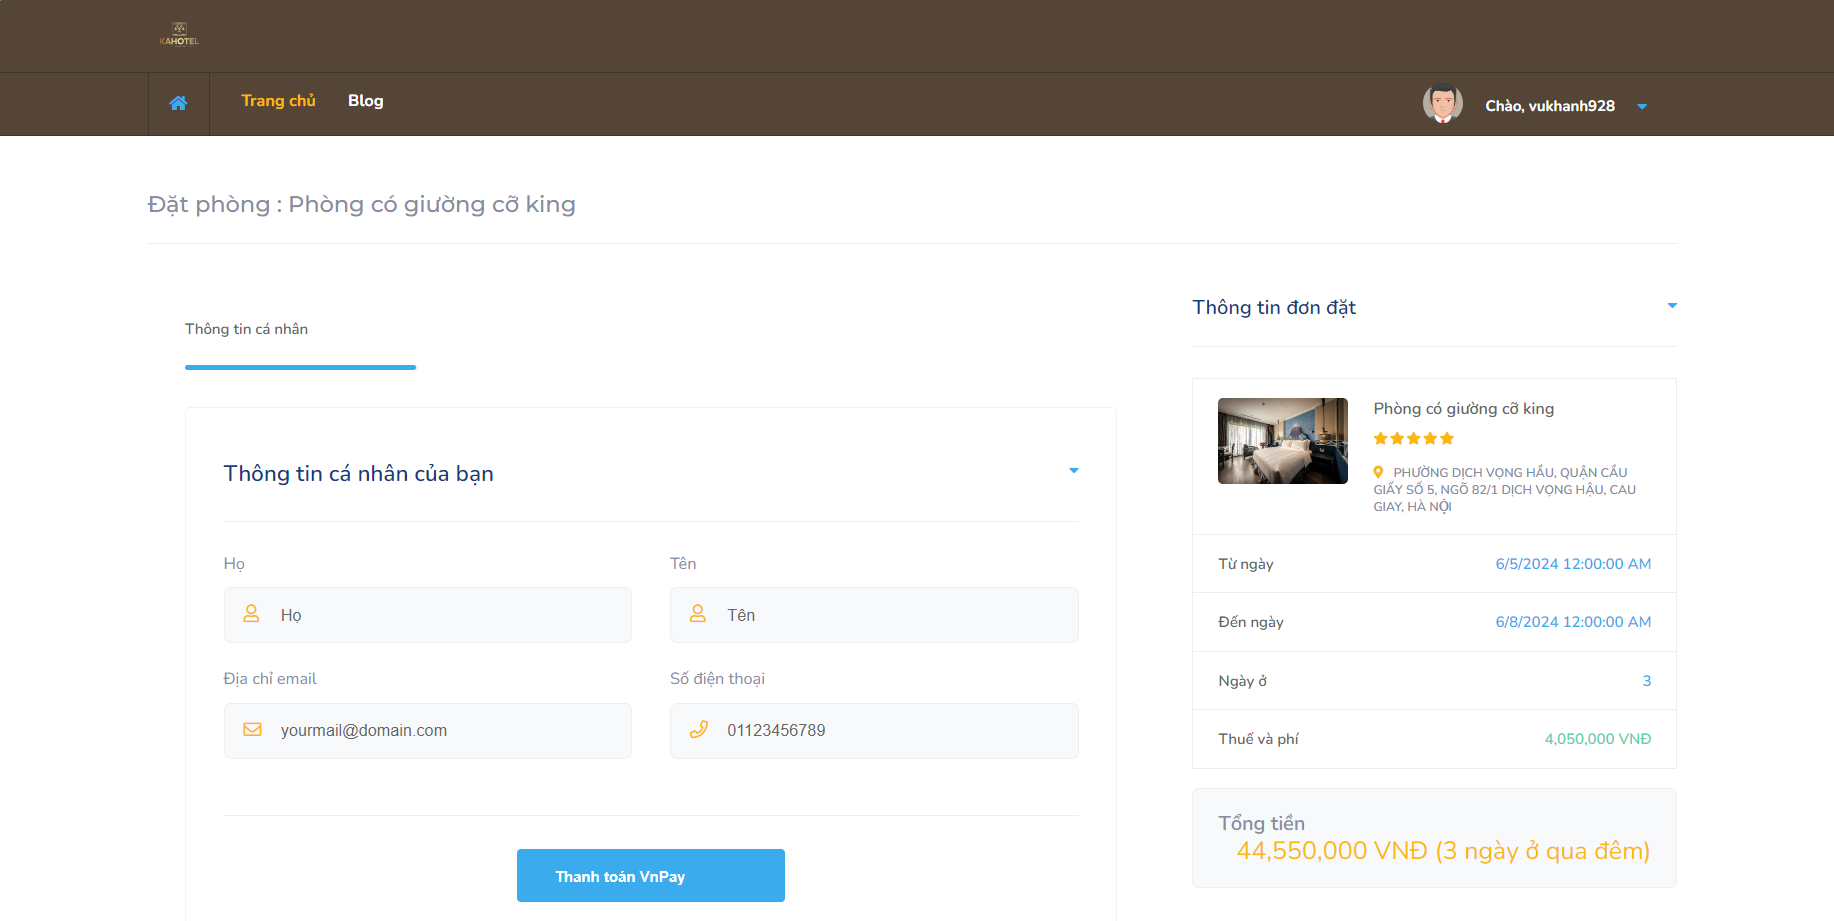 KAHOTEL
Trang chủ
Blog
Chào, vukhanh928
Đặt phòng : Phòng có giường cỡ king
Thông tin cá nhân
Thông tin cá nhân của bạn
Họ
Tên
Họ
Tên
Địa chỉ email
Số điện thoại
yourmail@domain.com
01123456789
Thanh toán VnPay
Thông tin đơn đặt
Phòng có giường cỡ king
PHƯỜNG DỊCH VỌNG HẦU, QUẬN CẦU
GIẤY SỐ 5, NGÕ 82/1 DỊCH VỌNG HẬU, CAU
GIAY, HÀ NỘI
Từ ngày
6/5/2024 12:00:00 AM
Đến ngày
6/8/2024 12:00:00 AM
Ngày ở
3
Thuế và phí
4,050,000 VNĐ
Tổng tiền
44,550,000 VNĐ (3 ngày ở qua đêm)